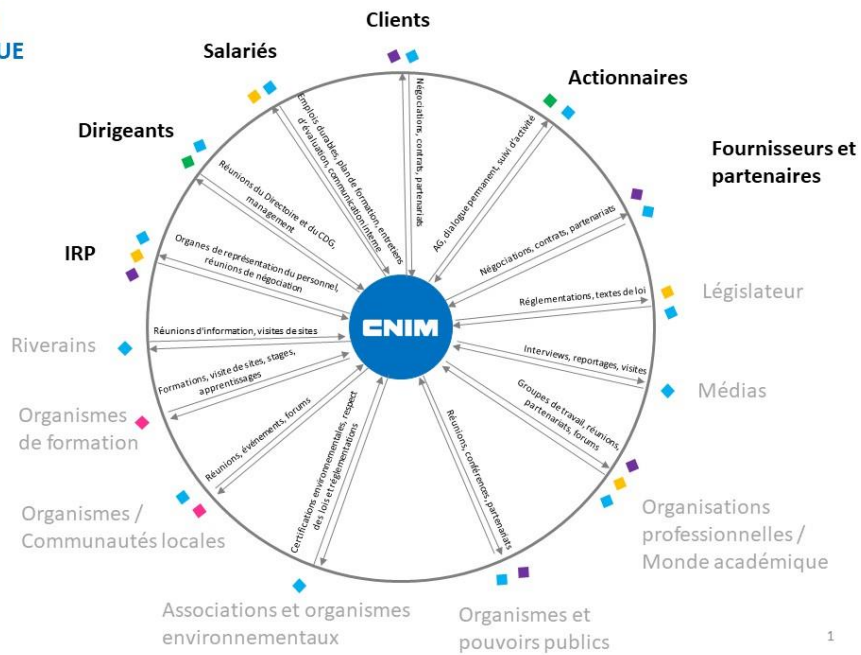 UE
Clients
Salariés
Actionnaires
Dirigeants
Fournisseurs et
partenaires
IRP
Législateur
Riverains
Médias
Organismes
de formation
Organismes /
Communautés locales
Organisations
professionnelles /
Monde académique
Associations et organismes
environnementaux
Organismes et
pouvoirs publics
CNIM
Négociations, contrats, partenariats
AG, dialogue permanent, suivi d'activité
Négociations, contrats, partenariats
Réglementations, textes de loi
Interviews, reportages, visites
Groupes de travail, réunions,
partenariats, forums
Réunions, conférences, partenariats
Certifications environnementales, respect
des lois et réglementations
Réunions, événements, forums
Formations, visite de sites, stages,
apprentissages
Réunions d'information, visites de sites
Organes de représentation du personnel,
réunions de négociation
Réunions du Directoire et du CDG,
management
Emplois durables, plan de formation, entretiens
d'évaluation, communication interne
1